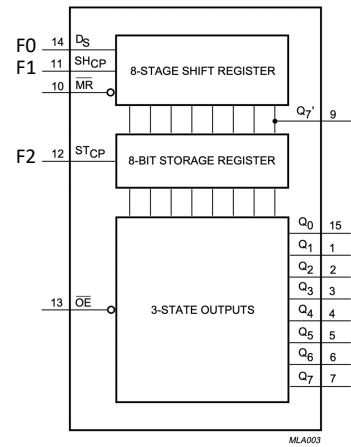 F0 14 DS
F1 11 SHCP
10 MR
8-STAGE SHIFT REGISTER
Q7' 9
F2 12 STCP
8-BIT STORAGE REGISTER
Q0 15
Q1 1
Q2 2
Q3 3
Q4 4
Q5 5
Q6 6
Q7 7
13 OE
3-STATE OUTPUTS
MLA003